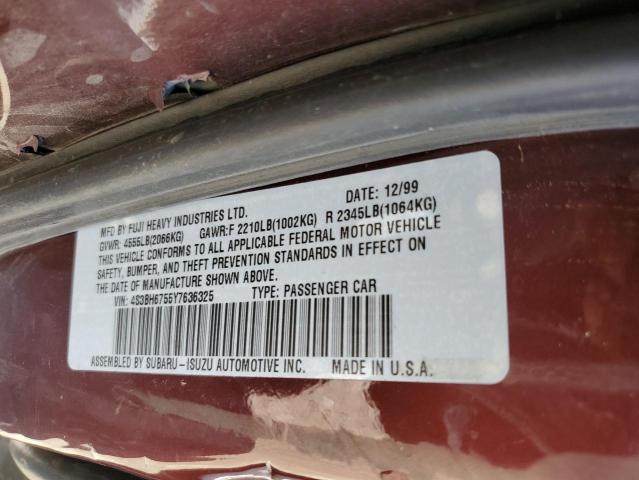 MFD BY FUJI HEAVY INDUSTRIES LTD. DATE: 12/99
GVWR: 4555LB(2066KG) GAWR:F 2210LB(1002KG) R 2345LB(1064KG)
THIS VEHICLE CONFORMS TO ALL APPLICABLE FEDERAL MOTOR VEHICLE
SAFETY, BUMPER, AND THEFT PREVENTION STANDARDS IN EFFECT ON
THE DATE OF MANUFACTURE SHOWN ABOVE.
VIN: 4S3BH6755Y7636325 TYPE: PASSENGER CAR
ASSEMBLED BY SUBARU-ISUZU AUTOMOTIVE INC. MADE IN U.S.A.